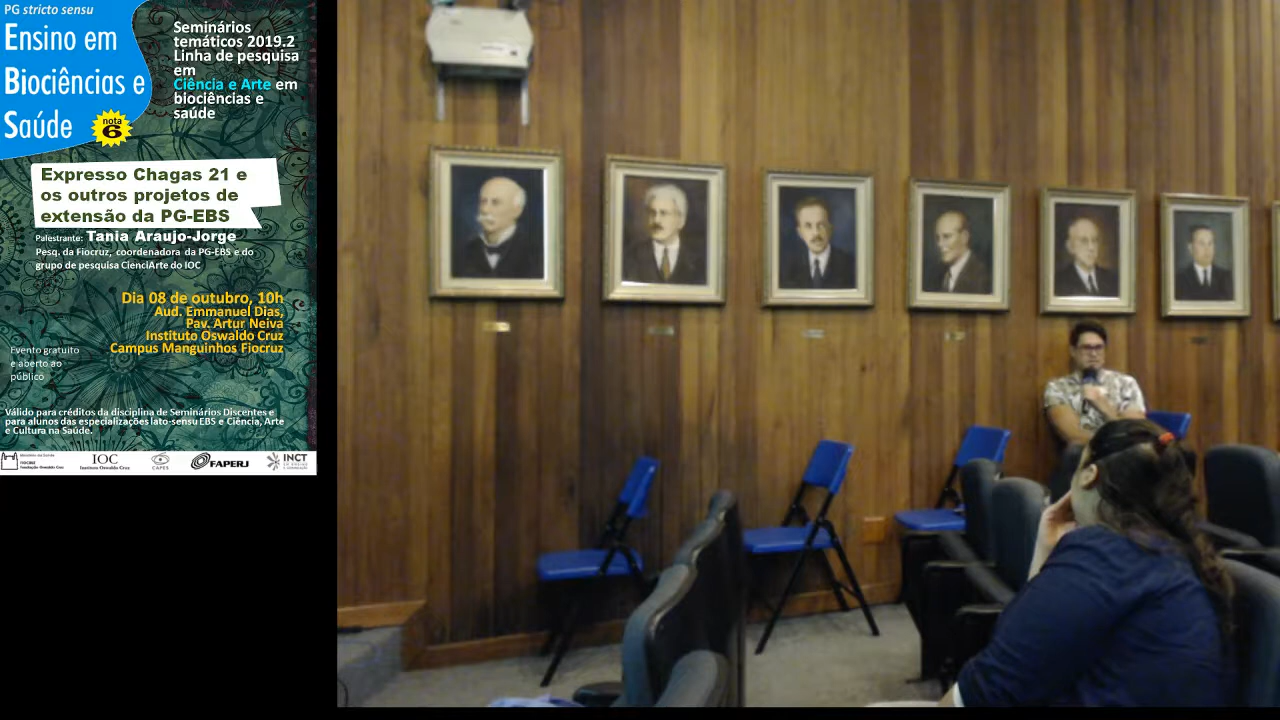 PG stricto sensu
Ensino em
Biociências e
Saúde
nota
6
Seminários
temáticos 2019.2
Linha de pesquisa
em
Ciência e Arte em
biociências e
saúde
Expresso Chagas 21 e
os outros projetos de
extensão da PG-EBS
Palestrante: Tania Araujo-Jorge
Pesq. da Fiocruz, coordenadora da PG-EBS e do
grupo de pesquisa CienciArte do IOC
Dia 08 de outubro, 10h
Aud. Emmanuel Dias,
Pav. Artur Neiva
Instituto Oswaldo Cruz
Campus Manguinhos Fiocruz
Evento gratuito
e aberto ao
público
Válido para créditos da disciplina de Seminários Discentes e
para alunos das especializações lato-sensu EBS e Ciência, Arte
e Cultura na Saúde.
FIOCRUZ
IOC
Instituto Oswaldo Cruz
CAPES
FAPERJ
INCT